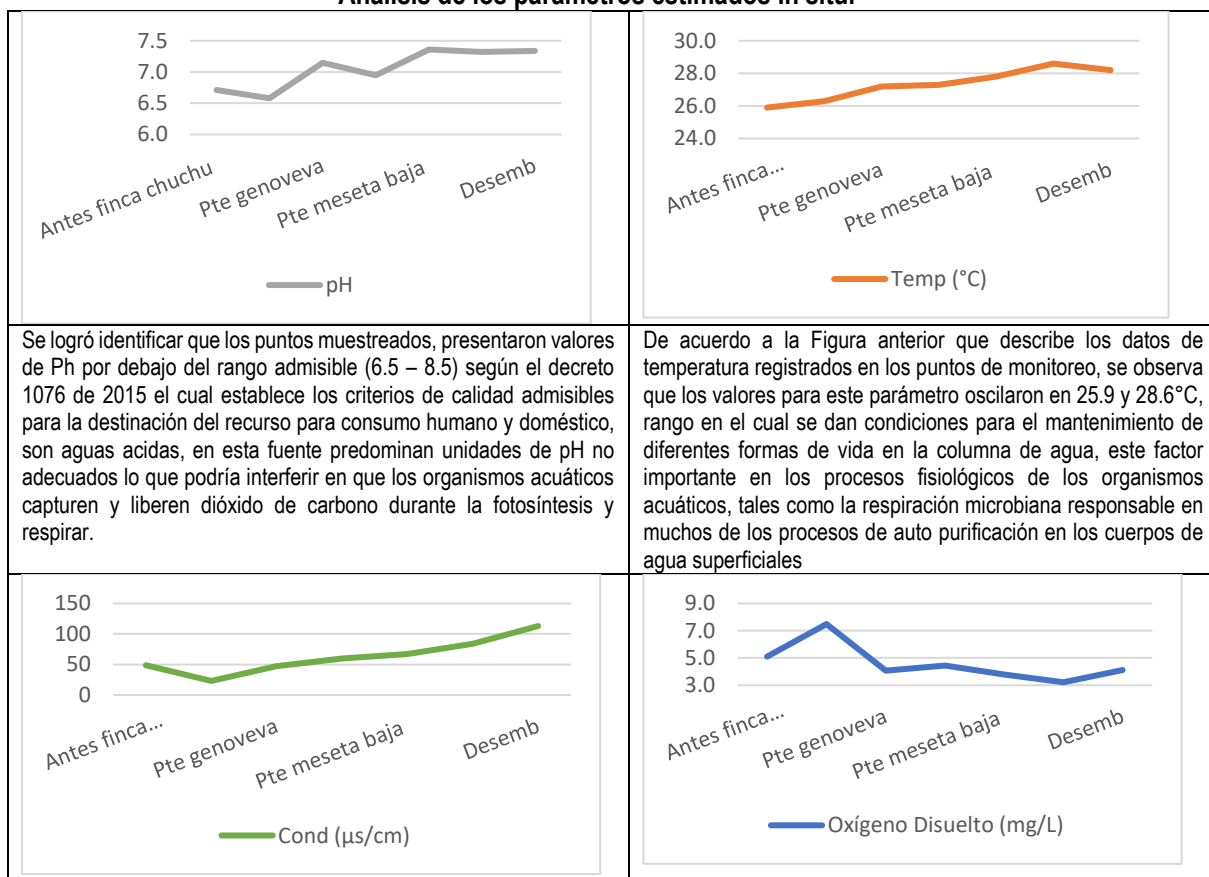 Análisis de los parámetros estimados in situ.
7.5
7.0
6.5
6.0
Antes finca chuchu
Pte genoveva
Pte meseta baja
Desemb
pH
30.0
28.0
26.0
24.0
Antes finca...
Pte genoveva
Pte meseta baja
Desemb
Temp (°C)
Se logró identificar que los puntos muestreados, presentaron valores
de Ph por debajo del rango admisible (6.5 – 8.5) según el decreto
1076 de 2015 el cual establece los criterios de calidad admisibles
para la destinación del recurso para consumo humano y doméstico,
son aguas acidas, en esta fuente predominan unidades de pH no
adecuados lo que podría interferir en que los organismos acuáticos
capturen y liberen dióxido de carbono durante la fotosíntesis y
respirar.
De acuerdo a la Figura anterior que describe los datos de
temperatura registrados en los puntos de monitoreo, se observa
que los valores para este parámetro oscilaron en 25.9 y 28.6°C,
rango en el cual se dan condiciones para el mantenimiento de
diferentes formas de vida en la columna de agua, este factor
importante en los procesos fisiológicos de los organismos
acuáticos, tales como la respiración microbiana responsable en
muchos de los procesos de auto purificación en los cuerpos de
agua superficiales
150
100
50
0
Antes finca...
Pte genoveva
Pte meseta baja
Desemb
Cond (µs/cm)
9.0
7.0
5.0
3.0
Antes finca...
Pte genoveva
Pte meseta baja
Desemb
Oxígeno Disuelto (mg/L)